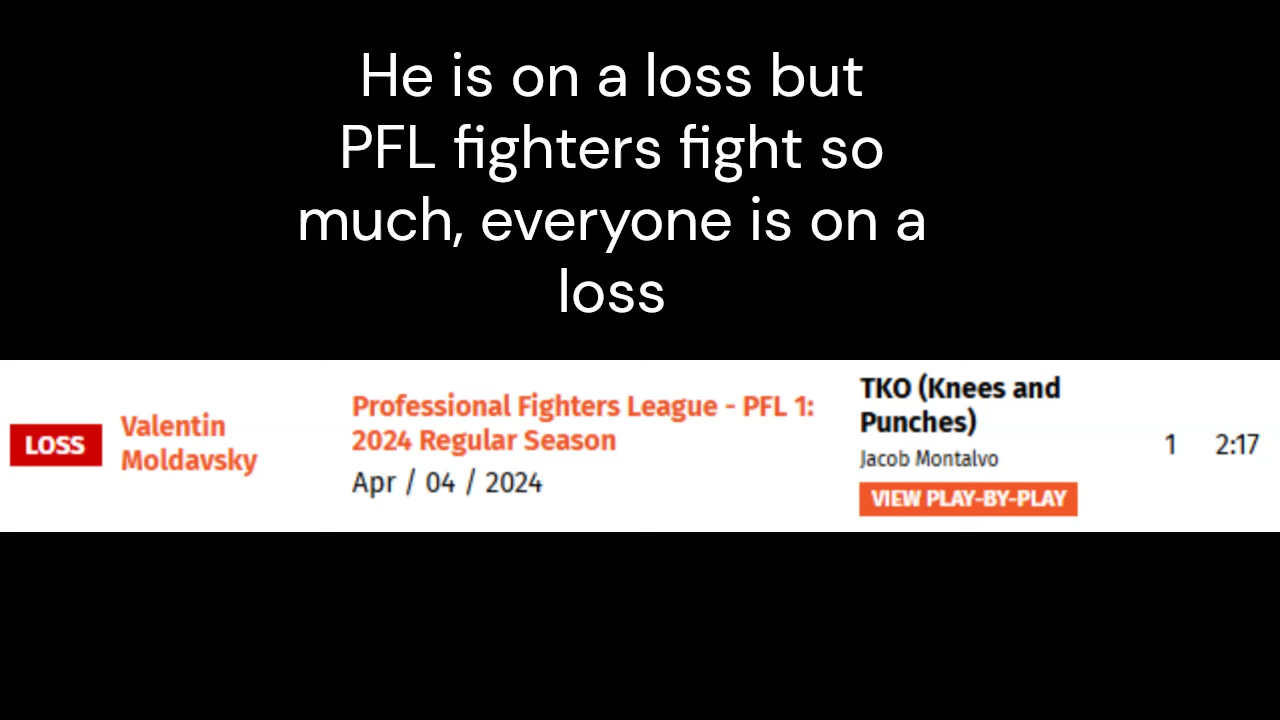 He is on a loss but
PFL fighters fight so
much, everyone is on a
loss
LOSS
Valentin
Moldavsky
Professional Fighters League - PFL 1:
2024 Regular Season
Apr / 04 / 2024
TKO (Knees and
Punches)
Jacob Montalvo
VIEW PLAY-BY-PLAY
1
2:17